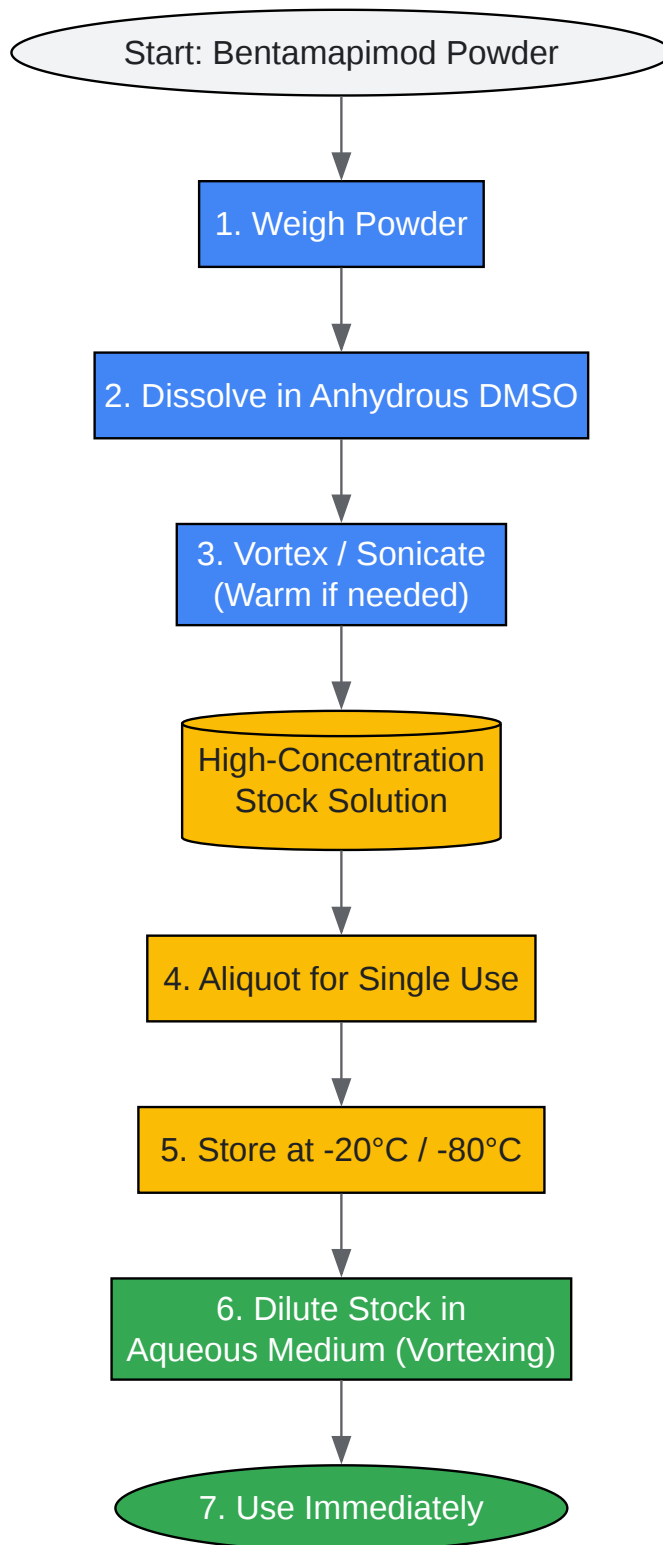 Start: Bentamapimod Powder
1. Weigh Powder
2. Dissolve in Anhydrous DMSO
3. Vortex / Sonicate
(Warm if needed)
High-Concentration
Stock Solution
4. Aliquot for Single Use
5. Store at -20°C / -80°C
6. Dilute Stock in
Aqueous Medium (Vortexing)
7. Use Immediately